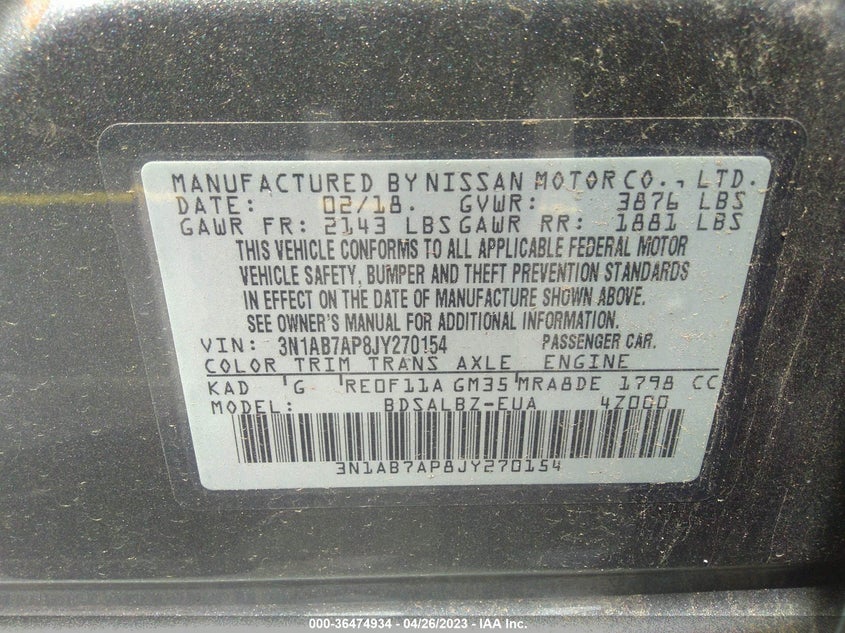 MANUFACTURED BY NISSAN MOTOR CO., LTD.
DATE: 02/18. GVWR: 3876 LBS
GAWR FR: 2143 LBS GAWR RR: 1881 LBS
THIS VEHICLE CONFORMS TO ALL APPLICABLE FEDERAL MOTOR
VEHICLE SAFETY, BUMPER AND THEFT PREVENTION STANDARDS
IN EFFECT ON THE DATE OF MANUFACTURE SHOWN ABOVE.
SEE OWNER'S MANUAL FOR ADDITIONAL INFORMATION.
VIN: 3N1AB7AP8JY270154 PASSENGER CAR.
COLOR TRIM TRANS AXLE ENGINE
KAD G RE0F11A GM35 MRA8DE 1798 CC
MODEL: BDSALBZ-EUA 4Z000
3N1AB7AP8JY270154
000-36474934 - 04/26/2023 - IAA Inc.